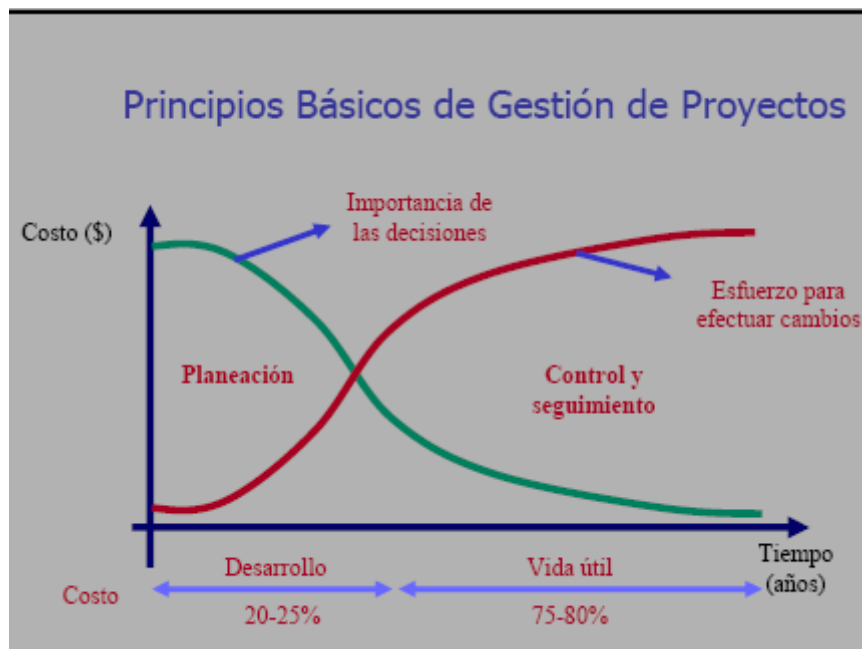 Principios Básicos de Gestión de Proyectos
Costo ($)
Importancia de
las decisiones
Esfuerzo para
efectuar cambios
Planeación
Control y
seguimiento
Tiempo
(años)
Costo
Desarrollo
20-25%
Vida útil
75-80%